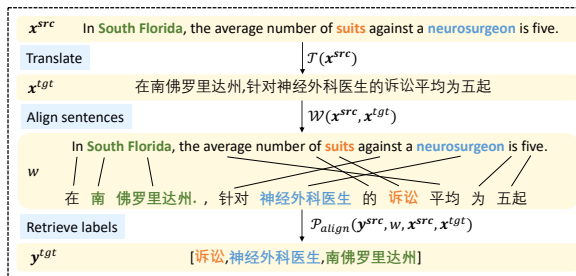 x^src In South Florida, the average number of suits against a neurosurgeon is five.
Translate 𝒯(x^src)
x^tgt 在南佛罗里达州,针对神经外科医生的诉讼平均为五起
Align sentences 𝒲(x^src, x^tgt)
In South Florida, the average number of suits against a neurosurgeon is five.
w
在 南 佛罗里达州. , 针对 神经外科医生 的 诉讼 平均 为 五起
Retrieve labels 𝒫_align(y^src, w, x^src, x^tgt)
y^tgt [诉讼,神经外科医生,南佛罗里达州]